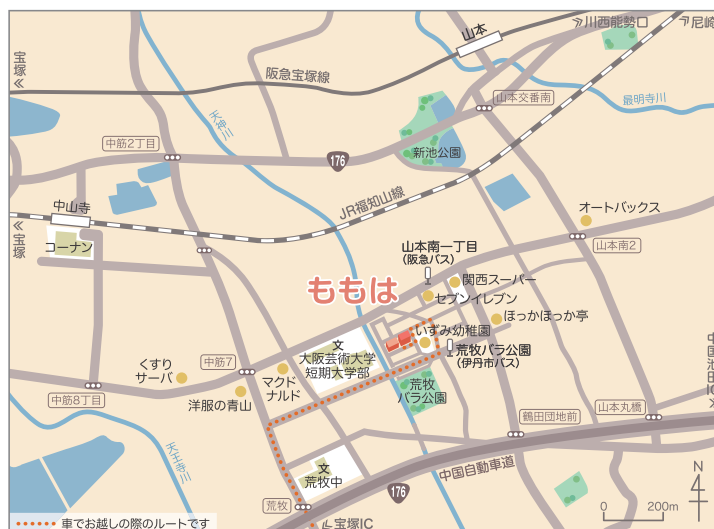 川西能勢口
尼崎
山本
宝塚
阪急宝塚線
山本交番南
最明寺川
天神川
中筋2丁目
176
新池公園
JR福知山線
中山寺
宝塚
コーナン
オートバックス
山本南2
山本南一丁目
(阪急バス)
関西スーパー
セブンイレブン
ももは
ほっかほっか亭
いずみ幼稚園
荒牧バラ公園
(伊丹市バス)
文
大阪芸術大学
短期大学部
中国池田IC
くすり
サーバ
中筋7
マクド
ナルド
洋服の青山
中筋8丁目
荒牧
バラ公園
鶴田団地前
山本丸橋
天王寺川
中国自動車道
文
荒牧中
176
荒牧
宝塚IC
車でお越しの際のルートです
N
0 200m